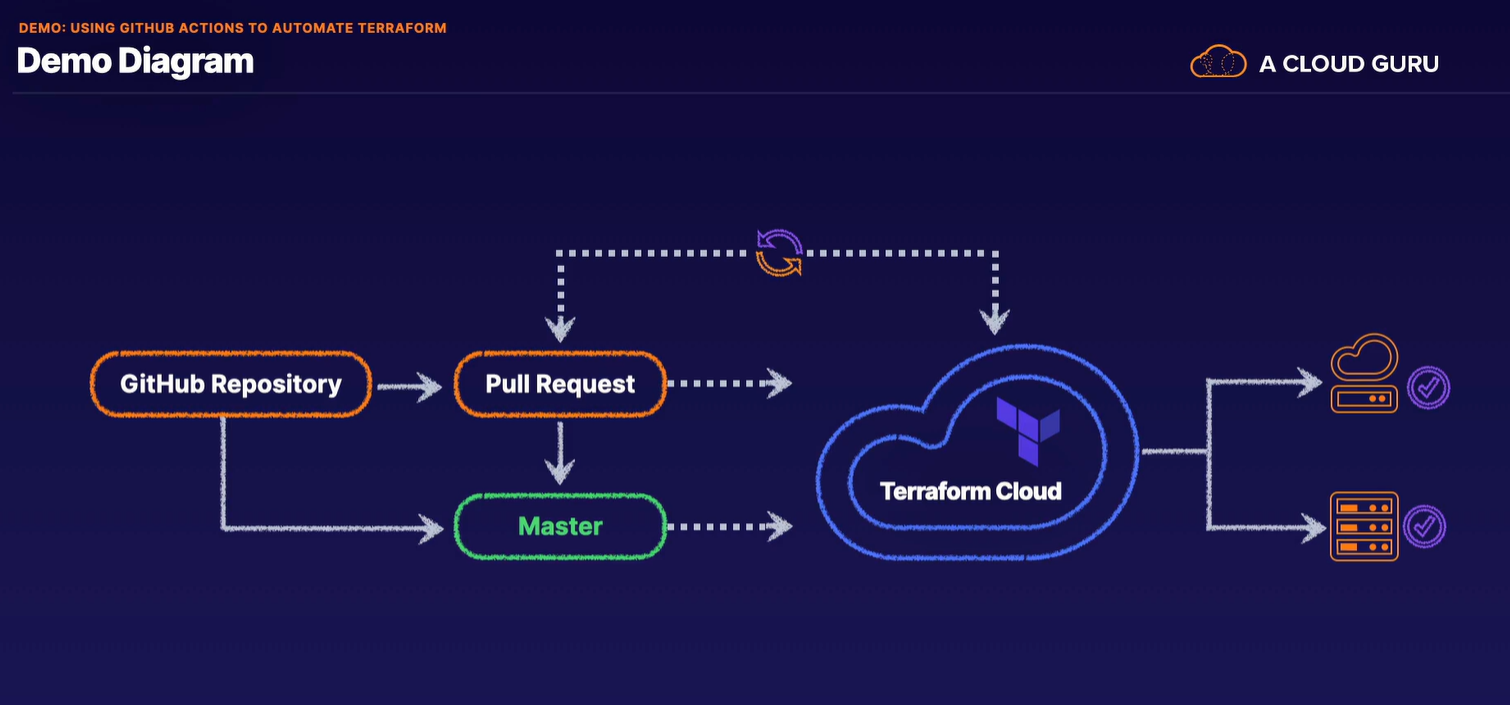 DEMO: USING GITHUB ACTIONS TO AUTOMATE TERRAFORM
Demo Diagram
A CLOUD GURU
GitHub Repository
Pull Request
Master
Terraform Cloud